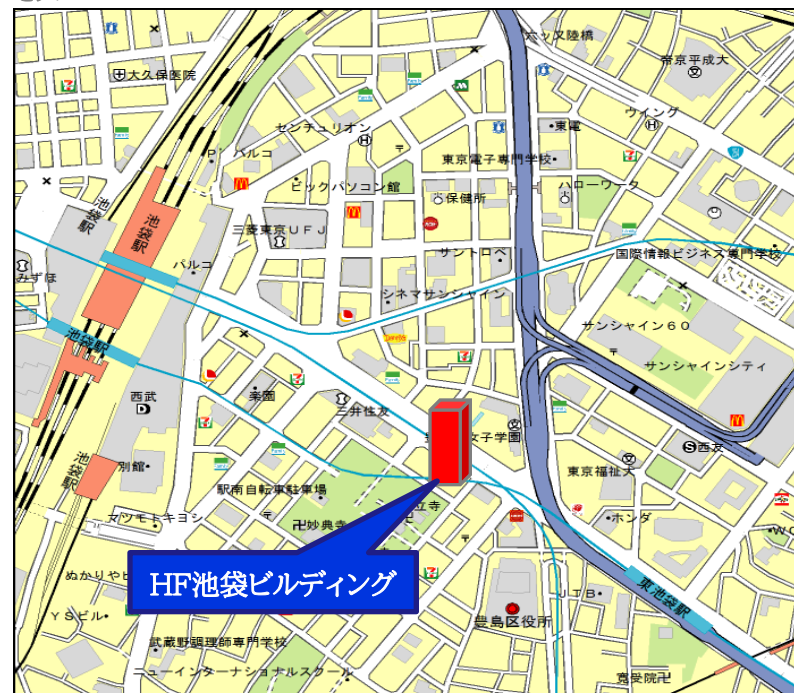 六ッ又陸橋
帝京平成大
大久保医院
ウイング
センチュリオン
東電
P'パルコ
東京電子専門学校
ビックパソコン館
ハローワーク
保健所
池袋駅
池袋駅
三菱東京UFJ
サントロペ
国際情報ビジネス専門学校
パルコ
みずほ
シネマサンシャイン
サンシャイン60
池袋駅
サンシャインシティ
西武
楽園
三井住友
女子学園
西友
池袋駅
別館
東京福祉大
駅南自転車駐車場
立寺
マツモトキヨシ
妙典寺
ホンダ
HF池袋ビルディング
ぬかりやビ
JTB
東池袋駅
YSビル
豊島区役所
武蔵野調理師専門学校
ニューインターナショナルスクール
寛受院